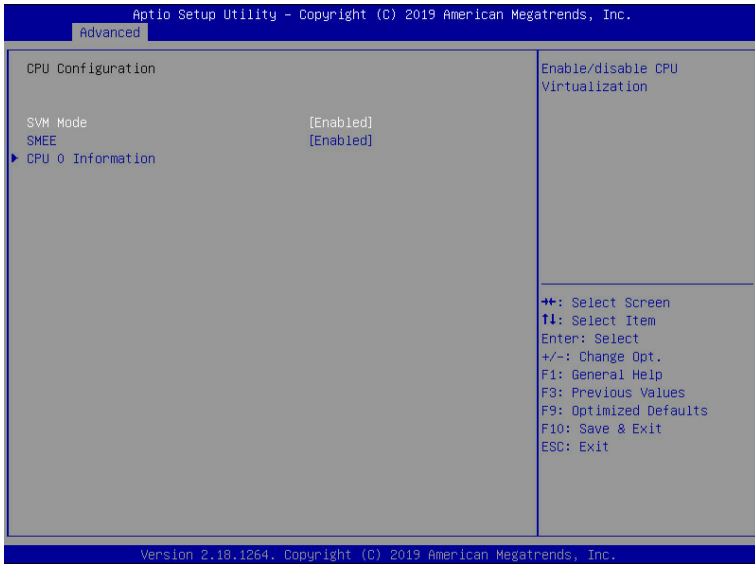 Aptio Setup Utility – Copyright (C) 2019 American Megatrends, Inc.
Advanced
CPU Configuration
SVM Mode [Enabled]
SMEE [Enabled]
CPU 0 Information
Enable/disable CPU
Virtualization
→←: Select Screen
↑↓: Select Item
Enter: Select
+/-: Change Opt.
F1: General Help
F3: Previous Values
F9: Optimized Defaults
F10: Save & Exit
ESC: Exit
Version 2.18.1264. Copyright (C) 2019 American Megatrends, Inc.